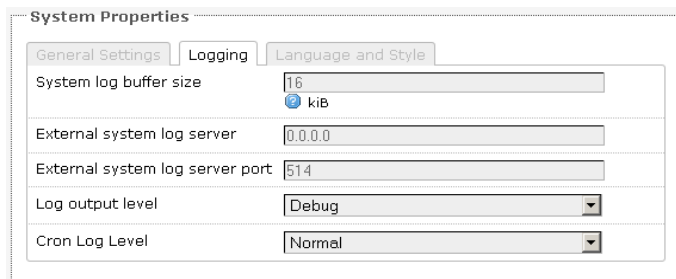 System Properties
General Settings Logging Language and Style
System log buffer size 16
kiB
External system log server 0.0.0.0
External system log server port 514
Log output level Debug
Cron Log Level Normal